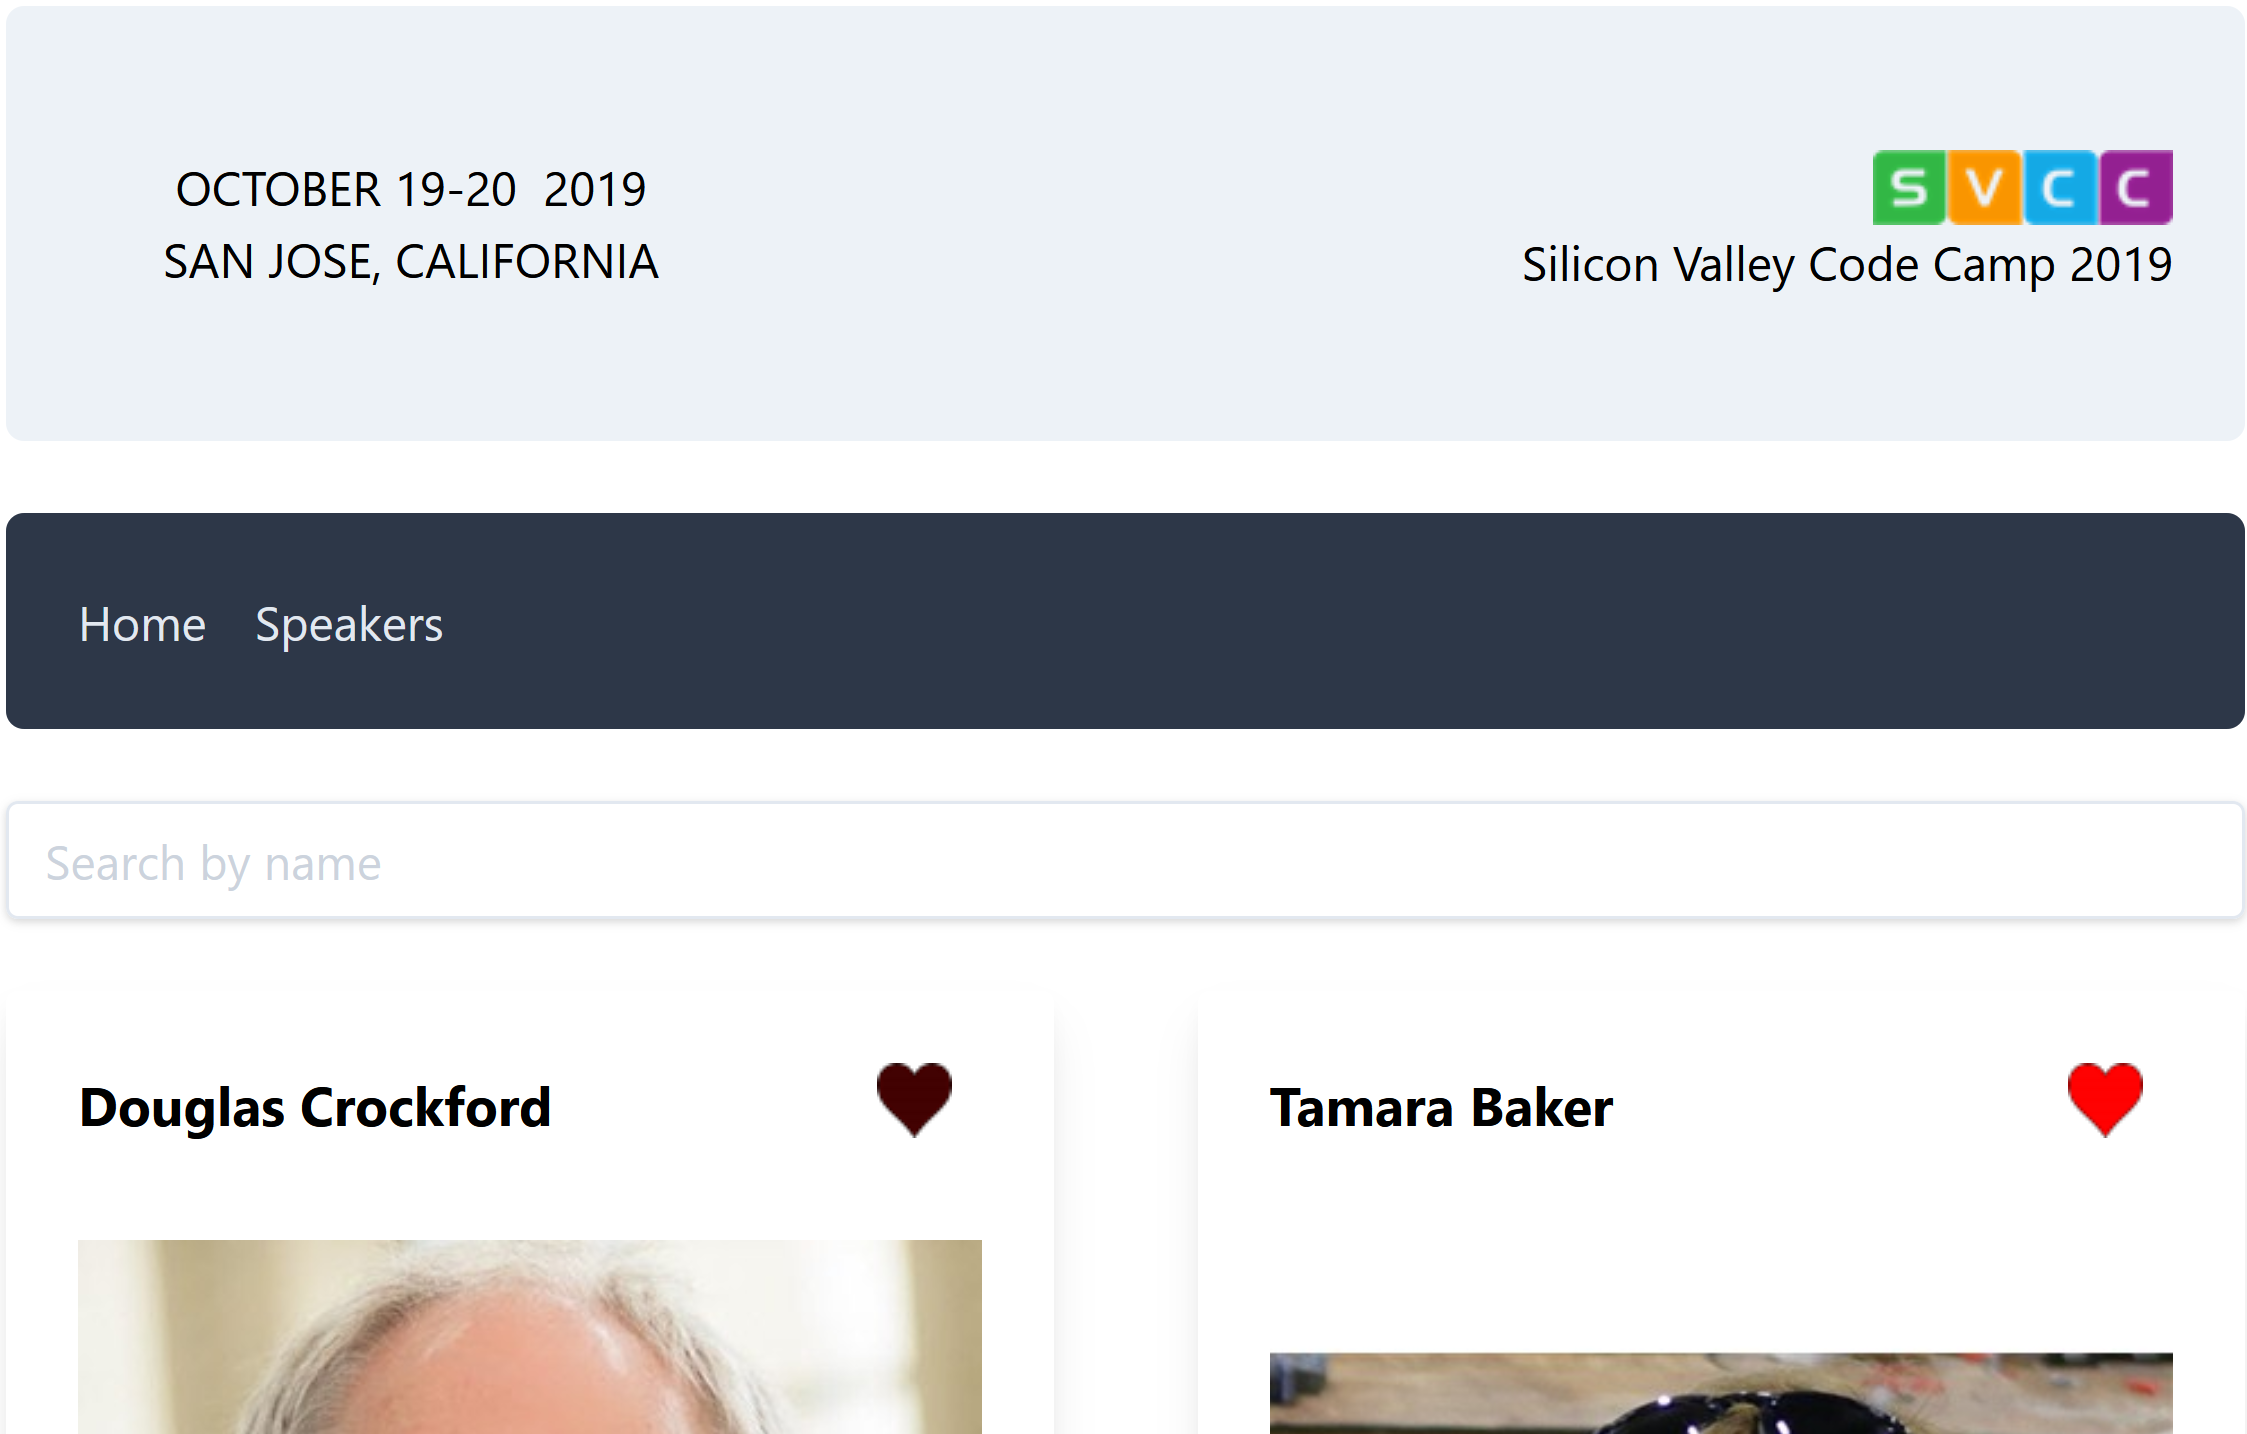 OCTOBER 19-20  2019
SAN JOSE, CALIFORNIA
SVCC
Silicon Valley Code Camp 2019
Home Speakers
Search by name
Douglas Crockford
Tamara Baker